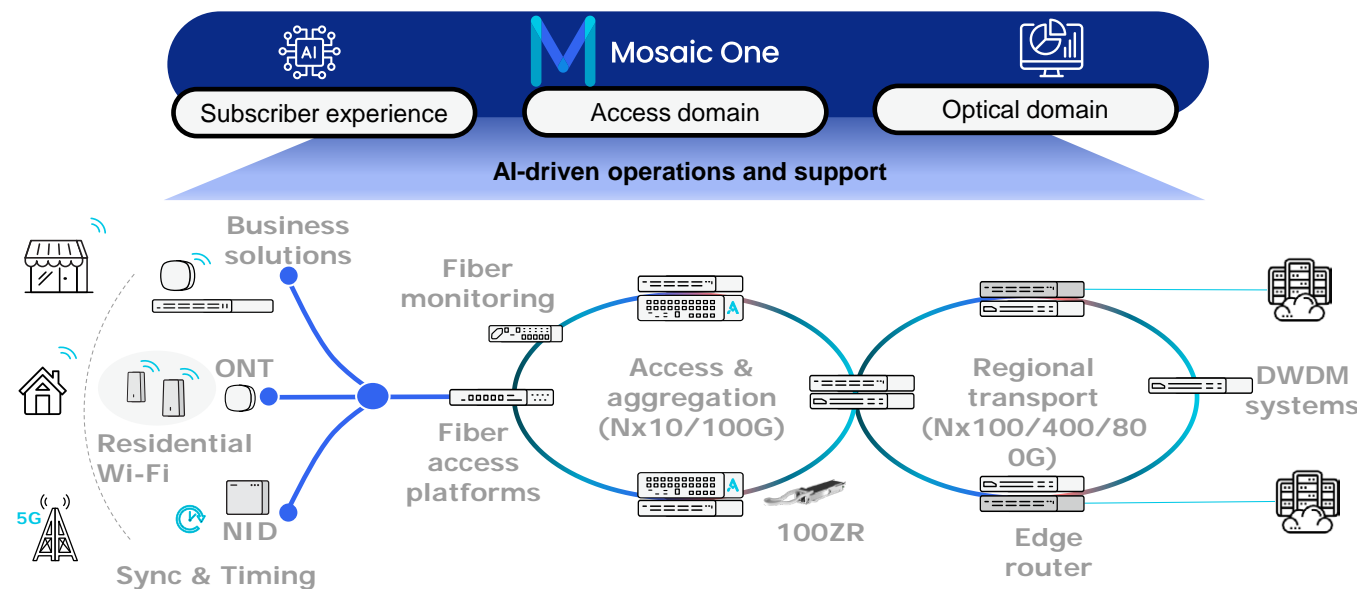 AI
Mosaic One
Subscriber experience
Access domain
Optical domain
AI-driven operations and support
Business
solutions
Fiber
monitoring
ONT
Residential
Wi-Fi
Fiber
access
platforms
Access &
aggregation
(Nx10/100G)
Regional
transport
(Nx100/400/80
0G)
DWDM
systems
5G
NID
100ZR
Edge
router
Sync & Timing